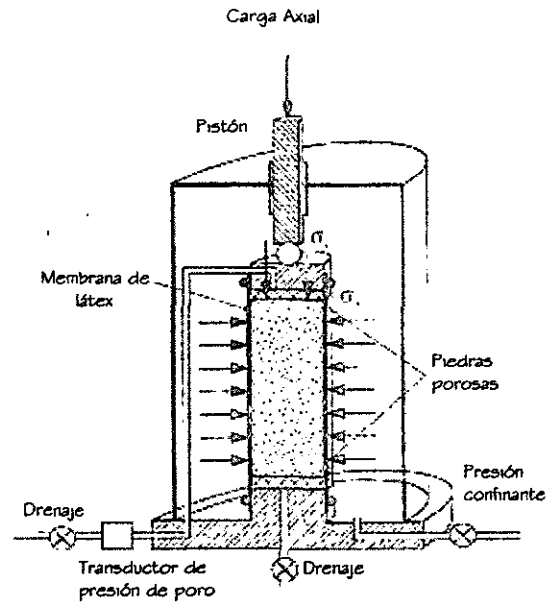 Carga Axial
Pistón
σ,
Membrana de
látex
σ,
Piedras
porosas
Presión
confinante
Drenaje
Transductor de
presión de poro
Drenaje